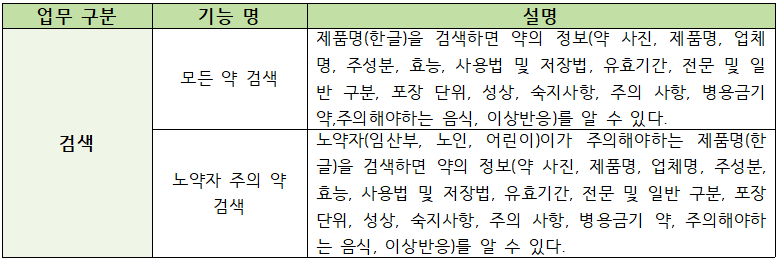 업무 구분 기능 명 설명
검색
모든 약 검색
제품명(한글)을 검색하면 약의 정보(약 사진, 제품명, 업체
명, 주성분, 효능, 사용법 및 저장법, 유효기간, 전문 및 일
반 구분, 포장 단위, 성상, 숙지사항, 주의 사항, 병용금기
약,주의해야하는 음식, 이상반응)를 알 수 있다.
노약자 주의 약
검색
노약자(임산부, 노인, 어린이)이가 주의해야하는 제품명(한
글)을 검색하면 약의 정보(약 사진, 제품명, 업체명, 주성분,
효능, 사용법 및 저장법, 유효기간, 전문 및 일반 구분, 포장
단위, 성상, 숙지사항, 주의 사항, 병용금기 약, 주의해야하
는 음식, 이상반응)를 알 수 있다.